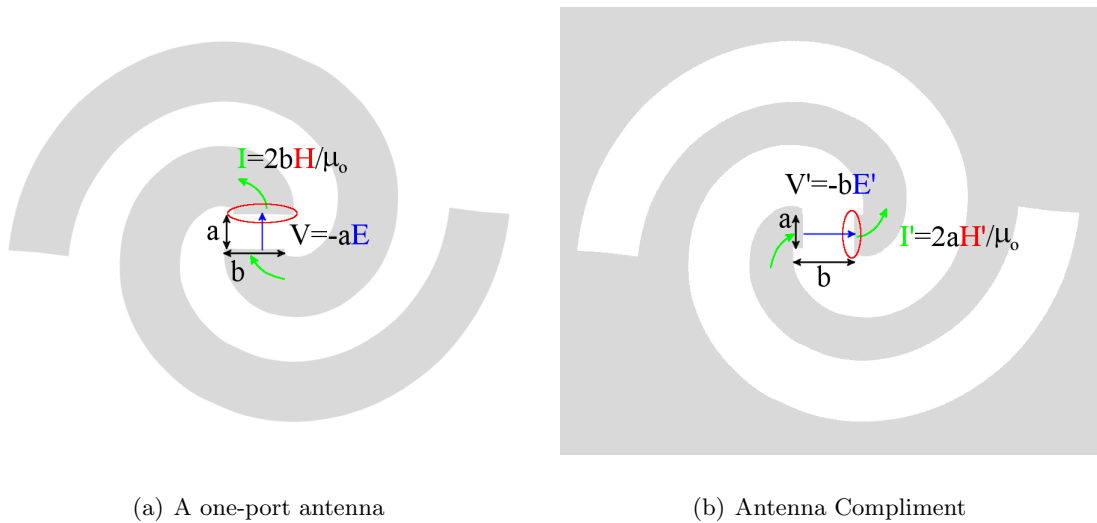 I=2bH/μₒ
a
V=-aE
b
(a) A one-port antenna
V'=-bE'
a
I'=2aH'/μₒ
b
(b) Antenna Compliment